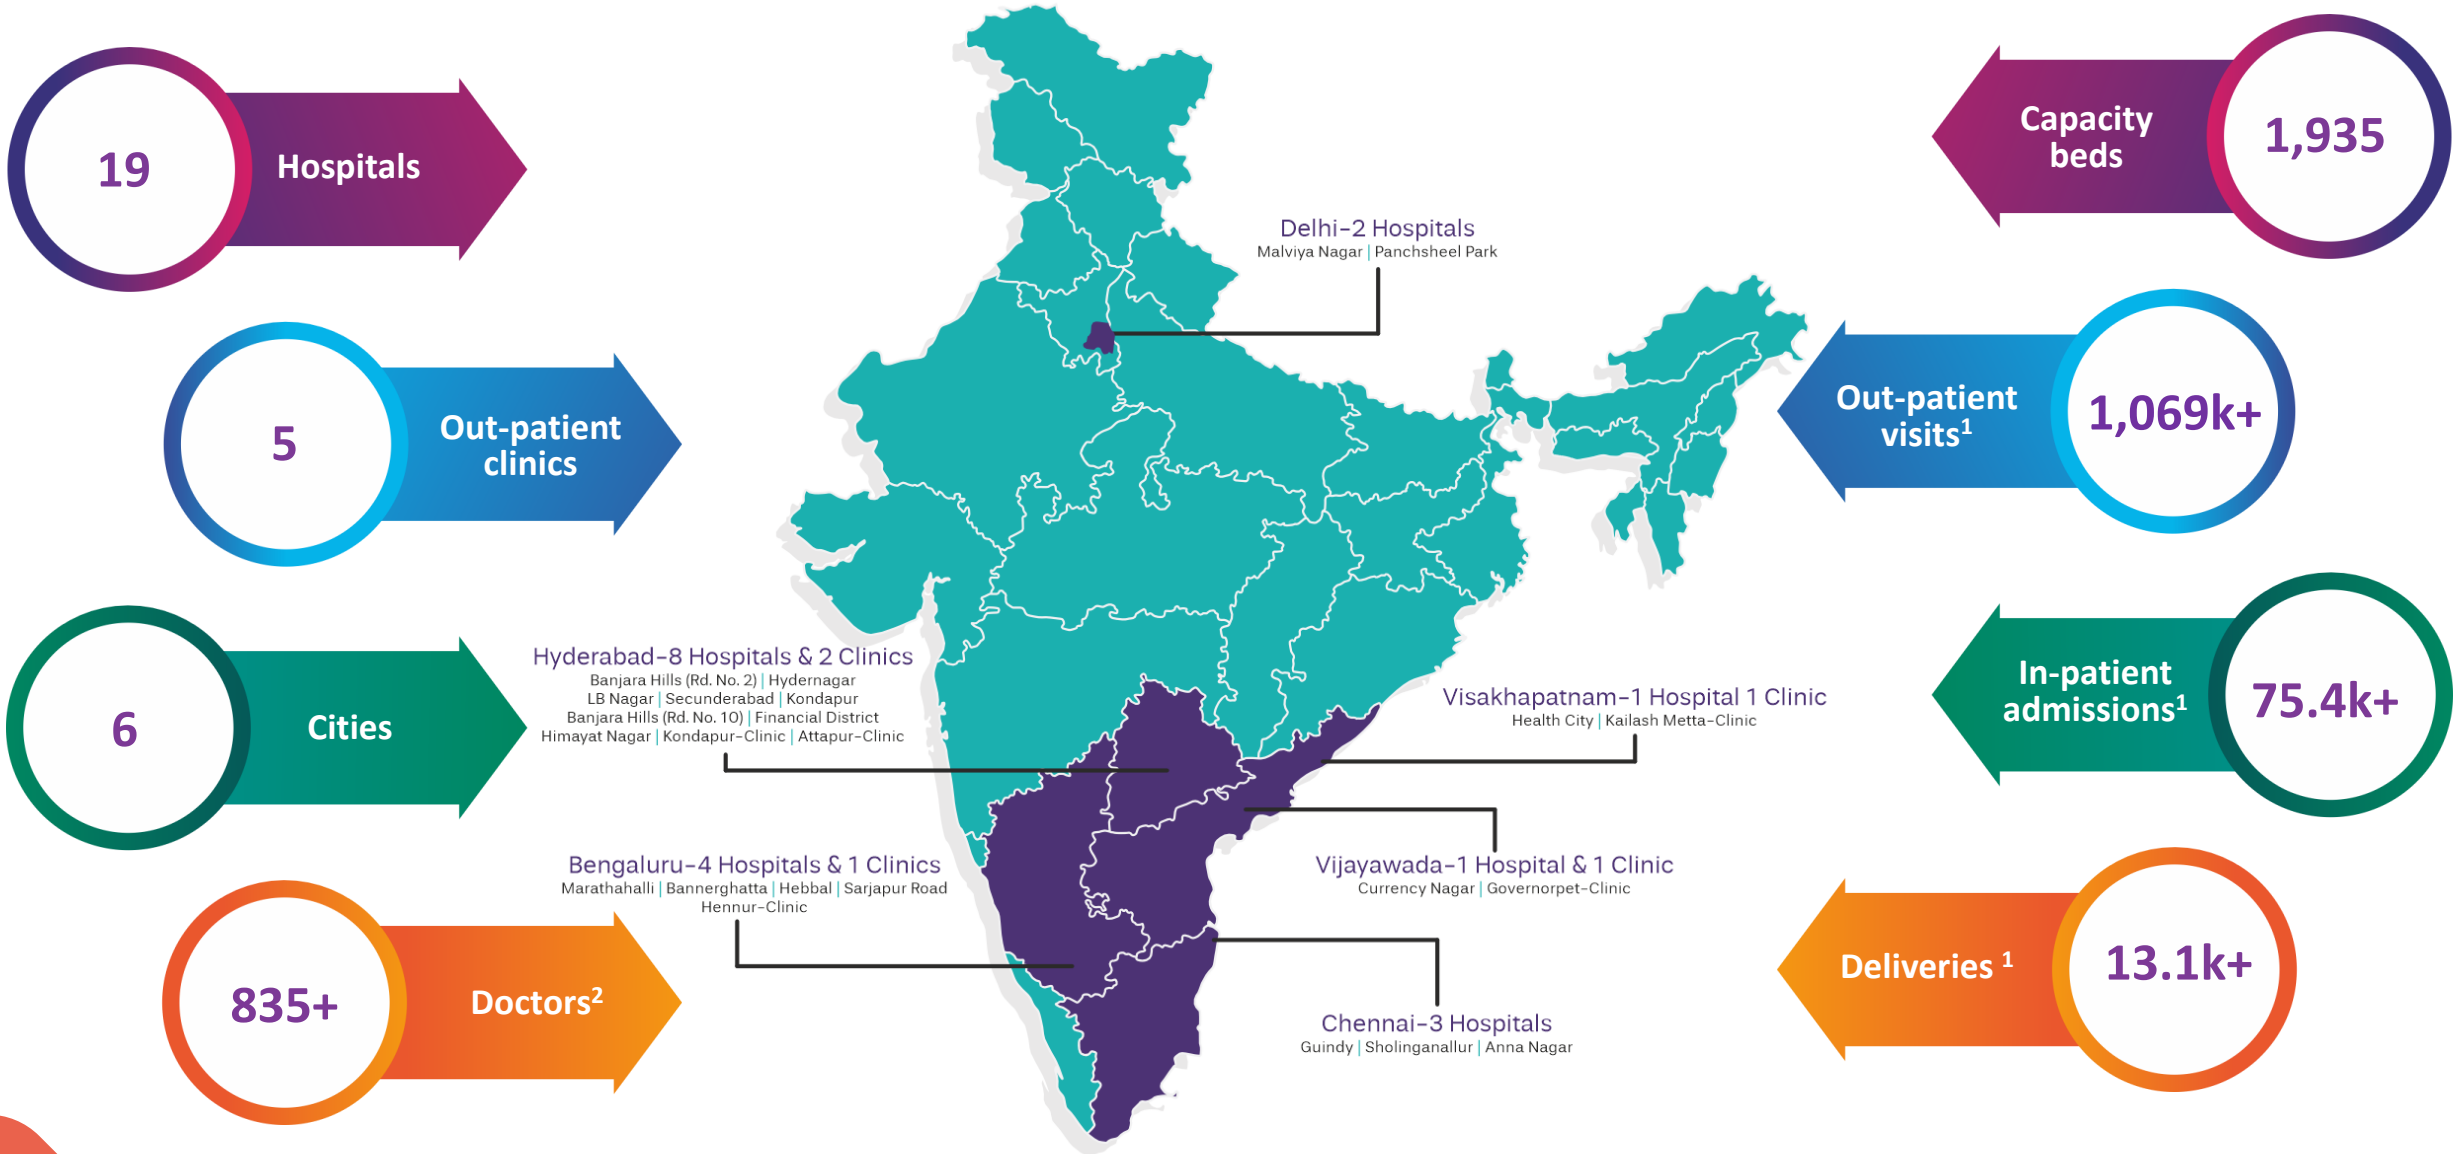 19
Hospitals
5
Out-patient
clinics
6
Cities
835+
Doctors²
Delhi-2 Hospitals
Malviya Nagar | Panchsheel Park
Hyderabad-8 Hospitals & 2 Clinics
Banjara Hills (Rd. No. 2) | Hydernagar
LB Nagar | Secunderabad | Kondapur
Banjara Hills (Rd. No. 10) | Financial District
Himayat Nagar | Kondapur-Clinic | Attapur-Clinic
Visakhapatnam-1 Hospital 1 Clinic
Health City | Kailash Metta-Clinic
Bengaluru-4 Hospitals & 1 Clinics
Marathahalli | Bannerghatta | Hebbal | Sarjapur Road
Hennur-Clinic
Vijayawada-1 Hospital & 1 Clinic
Currency Nagar | Governorpet-Clinic
Chennai-3 Hospitals
Guindy | Sholinganallur | Anna Nagar
Capacity
beds
1,935
Out-patient
visits¹
1,069k+
In-patient
admissions¹
75.4k+
Deliveries ¹
13.1k+